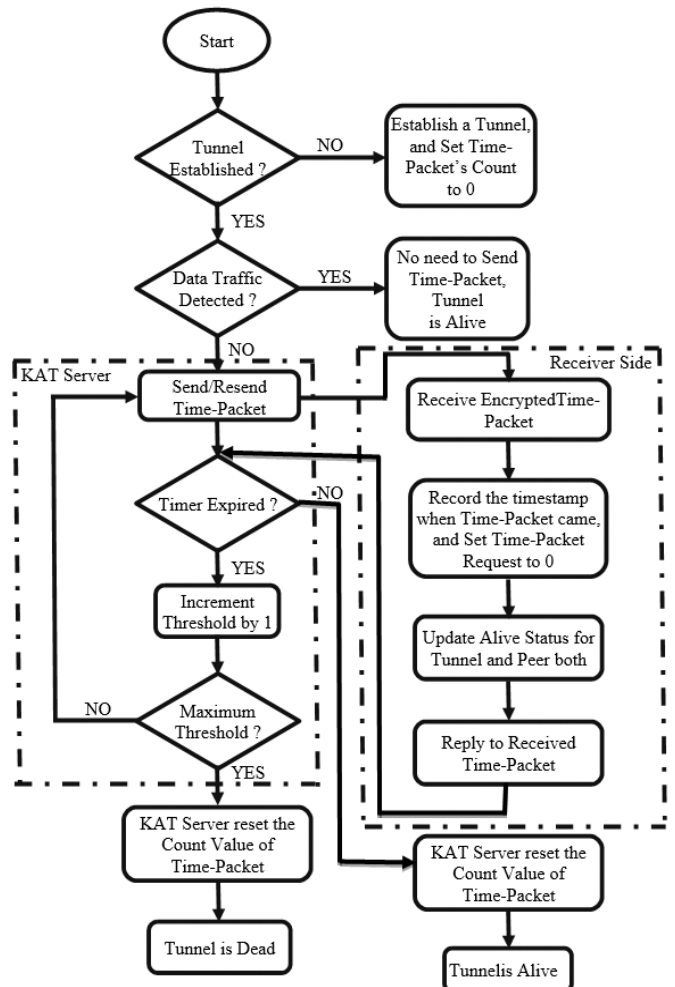 Start
Tunnel
Established ?
NO
Establish a Tunnel,
and Set Time-
Packet's Count
to 0
YES
Data Traffic
Detected ?
YES
No need to Send
Time-Packet,
Tunnel
is Alive
NO
KAT Server
Send/Resend
Time-Packet
Receiver Side
Receive EncryptedTime-
Packet
Timer Expired ?
NO
Record the timestamp
when Time-Packet came,
and Set Time-Packet
Request to 0
YES
Increment
Threshold by 1
Update Alive Status for
Tunnel and Peer both
NO
Maximum
Threshold ?
Reply to Received
Time-Packet
YES
KAT Server reset the
Count Value of
Time-Packet
KAT Server reset the
Count Value of
Time-Packet
Tunnel is Dead
Tunnelis Alive